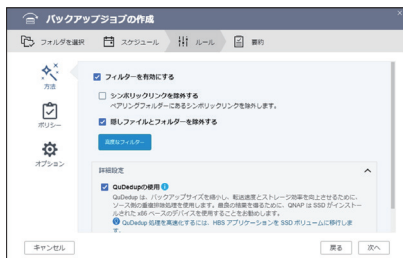 バックアップジョブの作成
フォルダを選択
スケジュール
ルール
要約
方法
ポリシー
オプション
フィルターを有効にする
シンボリックリンクを除外する
ペアリングフォルダーにあるシンボリックリンクを除外します。
隠しファイルとフォルダーを除外する
高度なフィルター
詳細設定
QuDedupの使用
QuDedup は、バックアップサイズを縮小し、転送速度とストレージ効率を向上させるために、
ソース側の重複排除処理を使用します。最良の結果を得るために、QNAP は SSD がインストー
ルされた x86 ベースのデバイスを使用することをお勧めします。
QuDedup 処理を高速化するには、HBS アプリケーションを SSD ボリュームに移行しま
す。
キャンセル
戻る
次へ